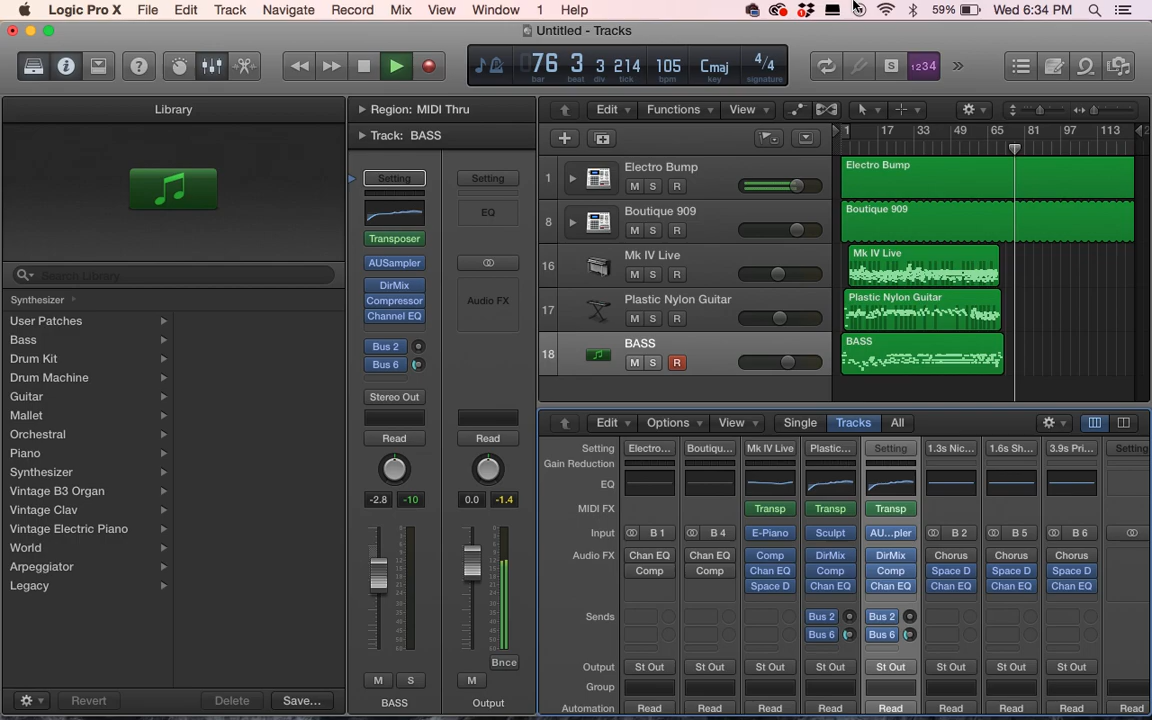 Logic Pro X File Edit Track Navigate Record Mix View Window 1 Help 59% Wed 6:34 PM
Untitled - Tracks
76 3 3 214 105 Cmaj 4/4
bar beat div tick tempo key signature
S 1234
Library
Search Library
Synthesizer
User Patches
Bass
Drum Kit
Drum Machine
Guitar
Mallet
Orchestral
Piano
Synthesizer
Vintage B3 Organ
Vintage Clav
Vintage Electric Piano
World
Arpeggiator
Legacy
Revert Delete Save...
Region: MIDI Thru
Track: BASS
Setting Setting
EQ
Transposer
AUSampler
DirMix
Compressor
Channel EQ
Audio FX
Bus 2
Bus 6
Stereo Out
Read Read
-2.8 -10 0.0 -1.4
Bnce
M S M
BASS Output
Edit Functions View
1 17 33 49 65 81 97 113
1 Electro Bump
M S R
Electro Bump
8 Boutique 909
M S R
Boutique 909
16 Mk IV Live
M S R
Mk IV Live
17 Plastic Nylon Guitar
M S R
Plastic Nylon Guitar
18 BASS
M S R
BASS
Edit Options View Single Tracks All
Setting Electro... Boutiqu... Mk IV Live Plastic... Setting 1.3s Nic... 1.6s Sh... 3.9s Pri... Setting
Gain Reduction
EQ
MIDI FX Transp Transp Transp
Input B 1 B 4 E-Piano Sculpt AU...pler B 2 B 5 B 6
Audio FX Chan EQ Chan EQ Comp DirMix DirMix Chorus Chorus Chorus
Comp Comp Chan EQ Comp Comp Space D Space D Space D
Space D Chan EQ Chan EQ Chan EQ Chan EQ Chan EQ
Sends Bus 2 Bus 2
Bus 6 Bus 6
Output St Out St Out St Out St Out St Out St Out St Out St Out
Group
Automation Read Read Read Read Read Read Read Read Read